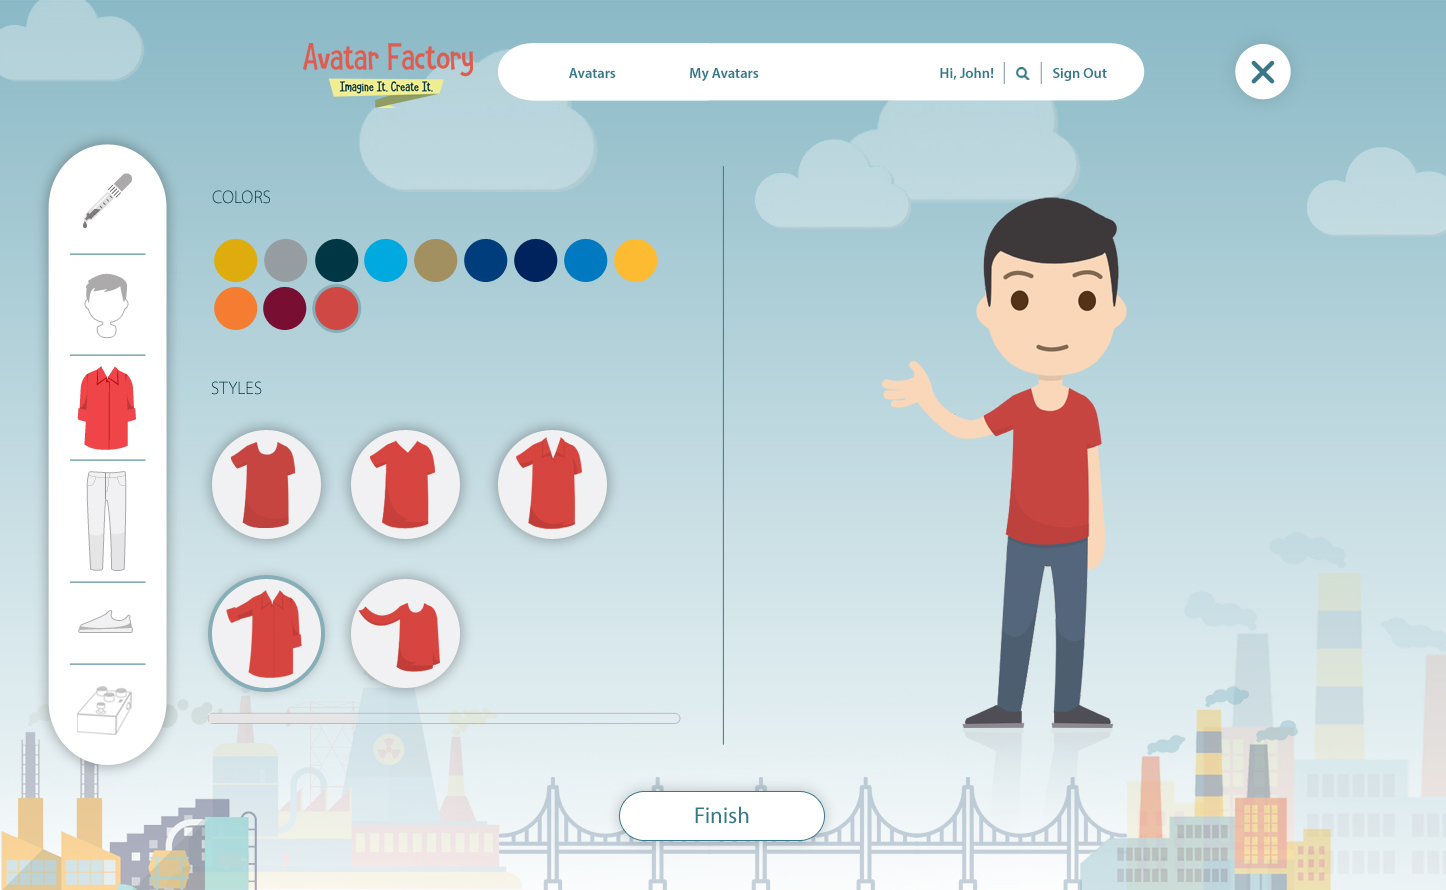 Avatar Factory
Imagine It. Create It.
Avatars
My Avatars
Hi, John!
Sign Out
COLORS
STYLES
Finish